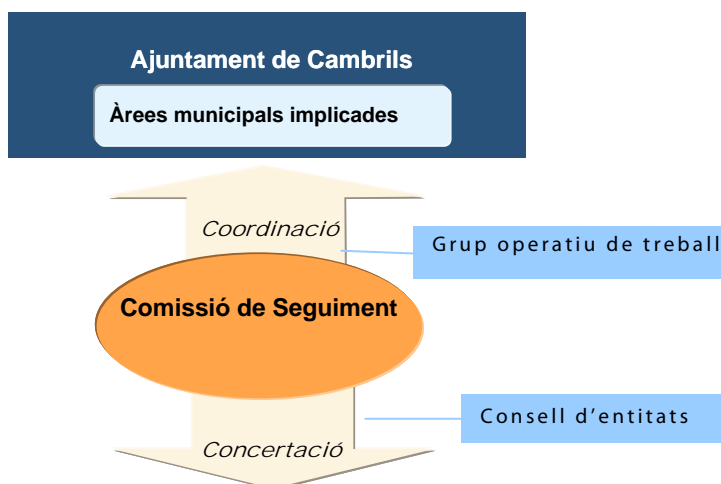 Ajuntament de Cambrils
Àrees municipals implicades
Coordinació
Grup operatiu de treball
Comissió de Seguiment
Consell d'entitats
Concertació